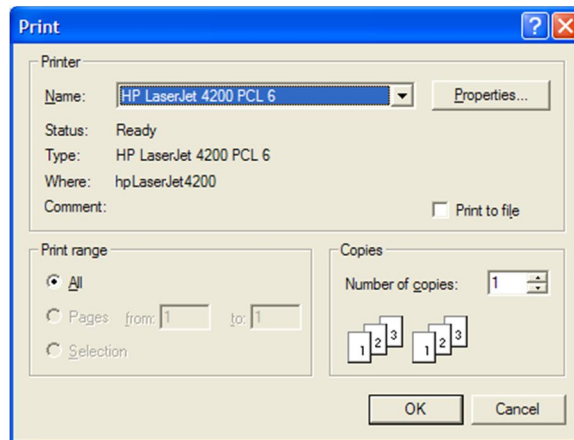 Print
Printer
Name: HP LaserJet 4200 PCL 6 Properties...
Status: Ready
Type: HP LaserJet 4200 PCL 6
Where: hpLaserJet4200
Comment: Print to file
Print range
All
Pages from: 1 to: 1
Selection
Copies
Number of copies: 1
1 2 3 1 2 3
OK Cancel